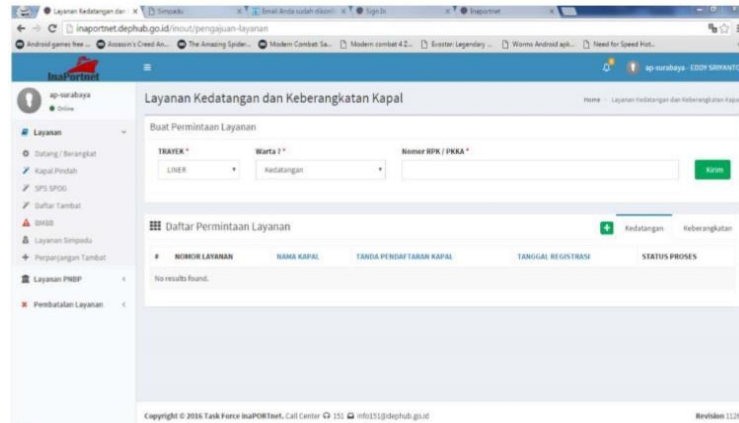 Layanan Kedatangan dan
Simpadu
Email Anda sudah dikonfi
Sign In
Inaportnet
inaportnet.dephub.go.id/inout/pengajuan-layanan
Android games free ...
Assassin's Creed An...
The Amazing Spider...
Modern Combat: Sa...
Modern combat 4 Z...
Worms Android apk...
Need for Speed Hot...
InaPortnet
ap-surabaya - EDDY SRIYANTO
ap-surabaya
Online
Layanan Kedatangan dan Keberangkatan Kapal
Home
Layanan Kedatangan dan Keberangkatan Kapal
Layanan
Datang / Berangkat
Kapal Pindah
SPS SPOG
Daftar Tambat
Layanan Simpadu
Perpanjangan Tambat
Layanan PNBP
Pembatalan Layanan
Buat Permintaan Layanan
TRAYEK *
Warta ? *
Nomor RPK / PKKA *
LINER
Kedatangan
Kirim
Daftar Permintaan Layanan
Kedatangan
Keberangkatan
# NOMOR LAYANAN NAMA KAPAL TANDA PENDAFTARAN KAPAL TANGGAL REGISTRASI STATUS PROSES
No results found.
Copyright © 2016 Task Force inaPORTnet. Call Center 151 info151@dephub.go.id
Revision 1126